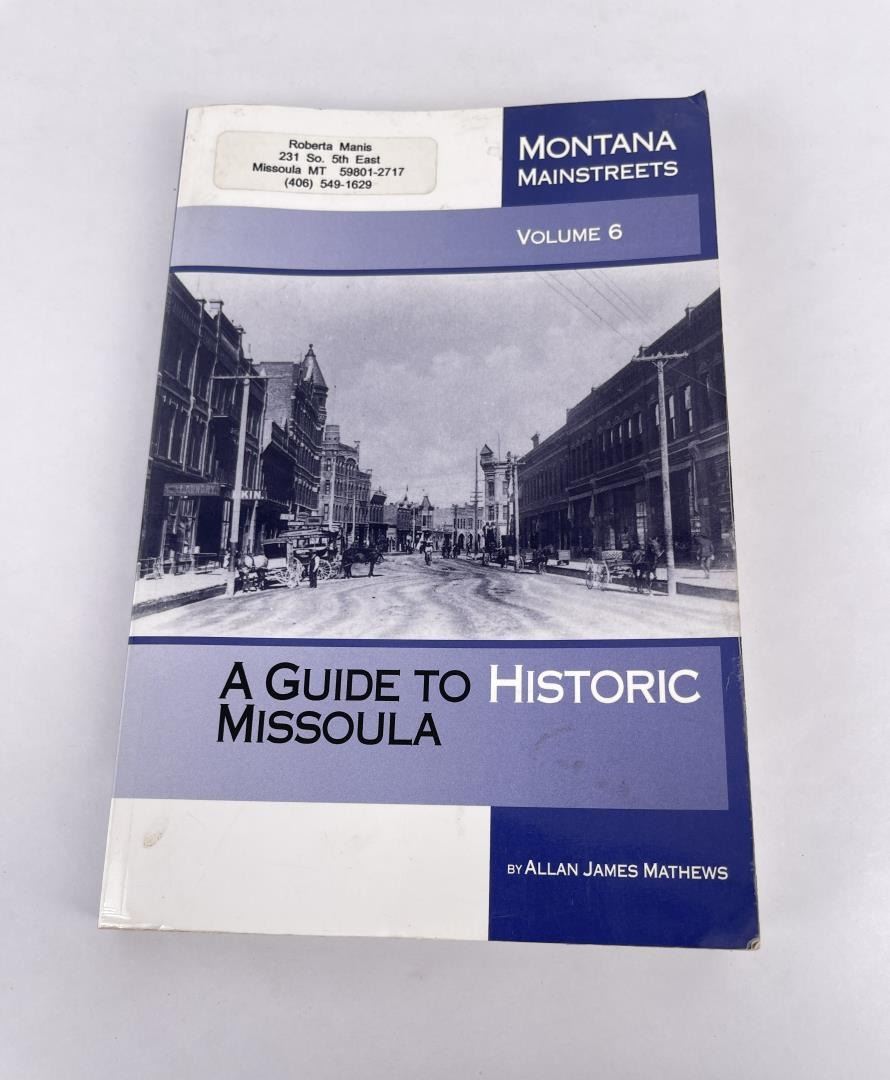 Roberta Manis
231 So. 5th East
Missoula MT 59801-2717
(406) 549-1629
MONTANA
MAINSTREETS
VOLUME 6
KIN.
A GUIDE TO HISTORIC
MISSOULA
BY ALLAN JAMES MATHEWS